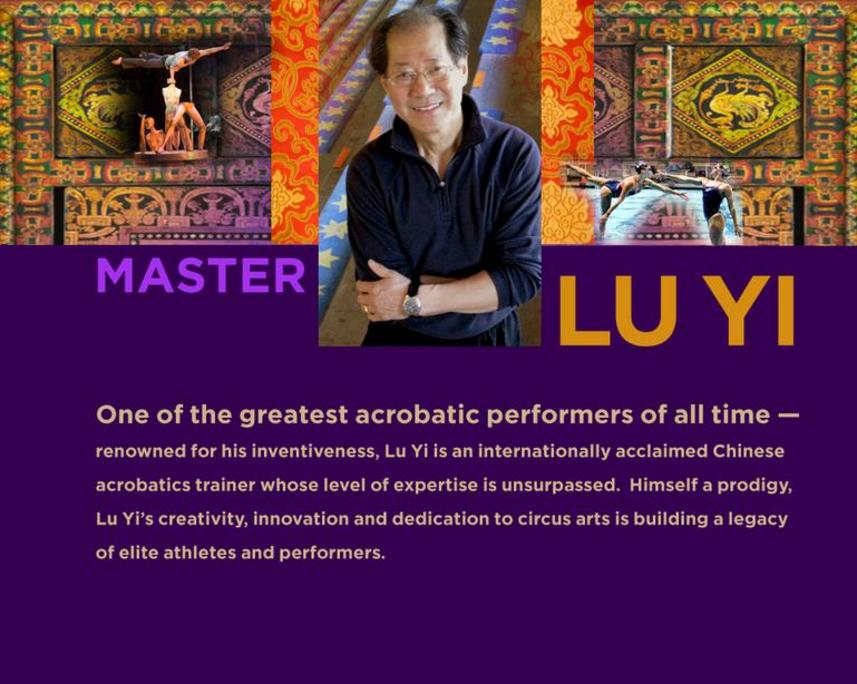 MASTER
LU YI
One of the greatest acrobatic performers of all time —
renowned for his inventiveness, Lu Yi is an internationally acclaimed Chinese
acrobatics trainer whose level of expertise is unsurpassed.  Himself a prodigy,
Lu Yi’s creativity, innovation and dedication to circus arts is building a legacy
of elite athletes and performers.